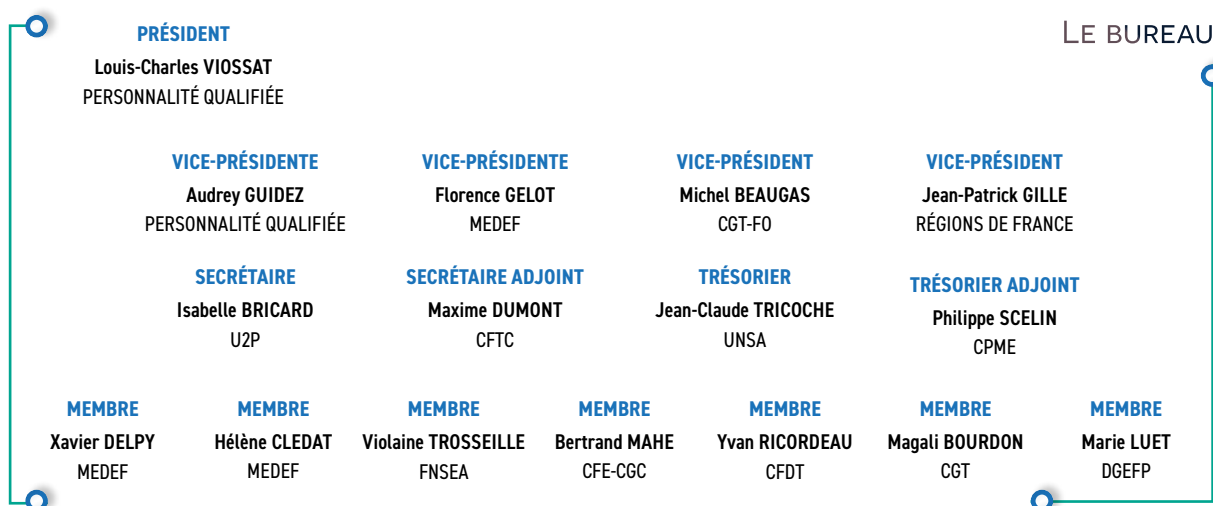 LE BUREAU
PRÉSIDENT
Louis-Charles VIOSSAT
PERSONNALITÉ QUALIFIÉE
VICE-PRÉSIDENTE
Audrey GUIDEZ
PERSONNALITÉ QUALIFIÉE
VICE-PRÉSIDENTE
Florence GELOT
MEDEF
VICE-PRÉSIDENT
Michel BEAUGAS
CGT-FO
VICE-PRÉSIDENT
Jean-Patrick GILLE
RÉGIONS DE FRANCE
SECRÉTAIRE
Isabelle BRICARD
U2P
SECRÉTAIRE ADJOINT
Maxime DUMONT
CFTC
TRÉSORIER
Jean-Claude TRICOCHE
UNSA
TRÉSORIER ADJOINT
Philippe SCELIN
CPME
MEMBRE
Xavier DELPY
MEDEF
MEMBRE
Hélène CLEDAT
MEDEF
MEMBRE
Violaine TROSSEILLE
FNSEA
MEMBRE
Bertrand MAHE
CFE-CGC
MEMBRE
Yvan RICORDEAU
CFDT
MEMBRE
Magali BOURDON
CGT
MEMBRE
Marie LUET
DGEFP